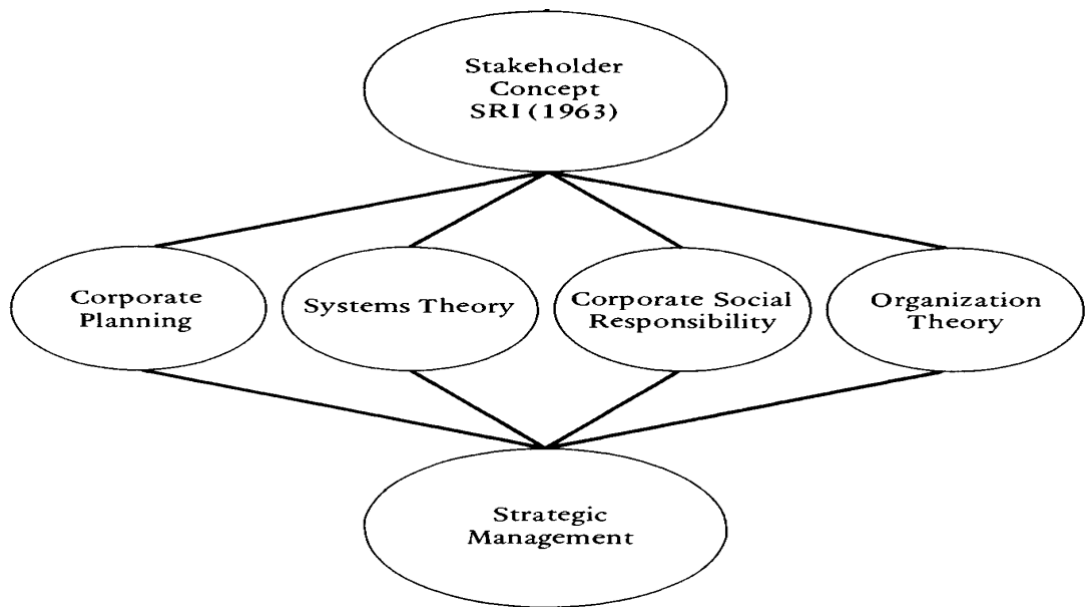 Stakeholder
Concept
SRI (1963)
Corporate
Planning
Systems Theory
Corporate Social
Responsibility
Organization
Theory
Strategic
Management